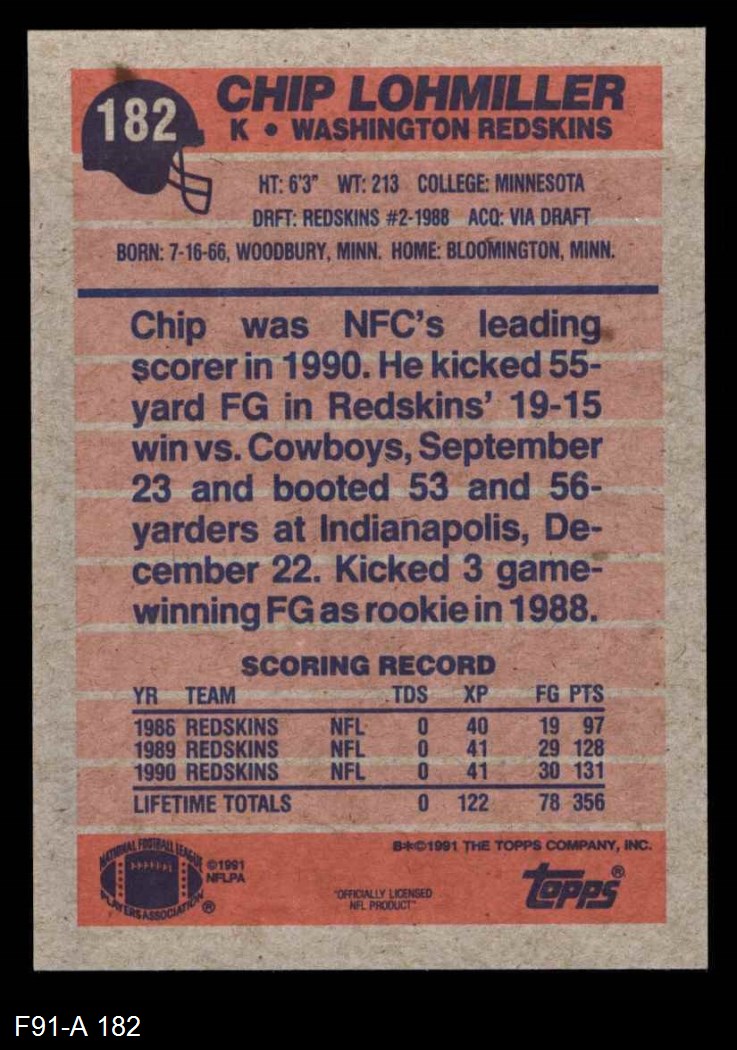 182
CHIP LOHMILLER
K • WASHINGTON REDSKINS
HT: 6'3" WT: 213 COLLEGE: MINNESOTA
DRFT: REDSKINS #2-1988 ACQ: VIA DRAFT
BORN: 7-16-66, WOODBURY, MINN. HOME: BLOOMINGTON, MINN.
Chip was NFC's leading
scorer in 1990. He kicked 55-
yard FG in Redskins' 19-15
win vs. Cowboys, September
23 and booted 53 and 56-
yarders at Indianapolis, De-
cember 22. Kicked 3 game-
winning FG as rookie in 1988.
SCORING RECORD
YR TEAM TDS XP FG PTS
1986 REDSKINS NFL 0 40 19 97
1989 REDSKINS NFL 0 41 29 128
1990 REDSKINS NFL 0 41 30 131
LIFETIME TOTALS 0 122 78 356
B*©1991 THE TOPPS COMPANY, INC.
NATIONAL FOOTBALL LEAGUE
PLAYERS ASSOCIATION ®
©1991
NFLPA
"OFFICIALLY LICENSED
NFL PRODUCT"
topps®
F91-A 182